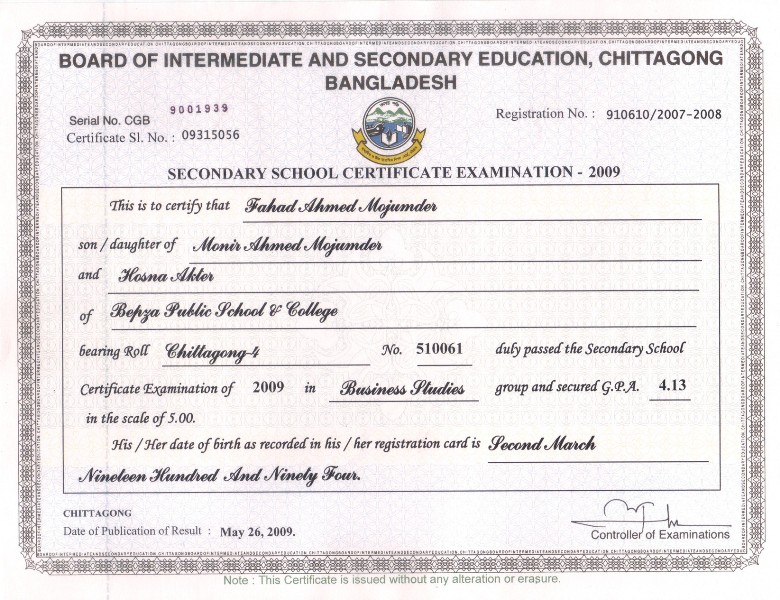 BOARD OF INTERMEDIATE AND SECONDARY EDUCATION, CHITTAGONG
BANGLADESH
Serial No. CGB 9001939
Registration No. : 910610/2007-2008
Certificate Sl. No. : 09315056
SECONDARY SCHOOL CERTIFICATE EXAMINATION - 2009
This is to certify that Fahad Ahmed Mojumder
son / daughter of Monir Ahmed Mojumder
and Hosna Akter
of Bepza Public School & College
bearing Roll Chittagong-4 No. 510061 duly passed the Secondary School
Certificate Examination of 2009 in Business Studies group and secured G.P.A. 4.13
in the scale of 5.00.
His / Her date of birth as recorded in his / her registration card is Second March
Nineteen Hundred And Ninety Four.
CHITTAGONG
Date of Publication of Result : May 26, 2009.
Controller of Examinations
Note : This Certificate is issued without any alteration or erasure.